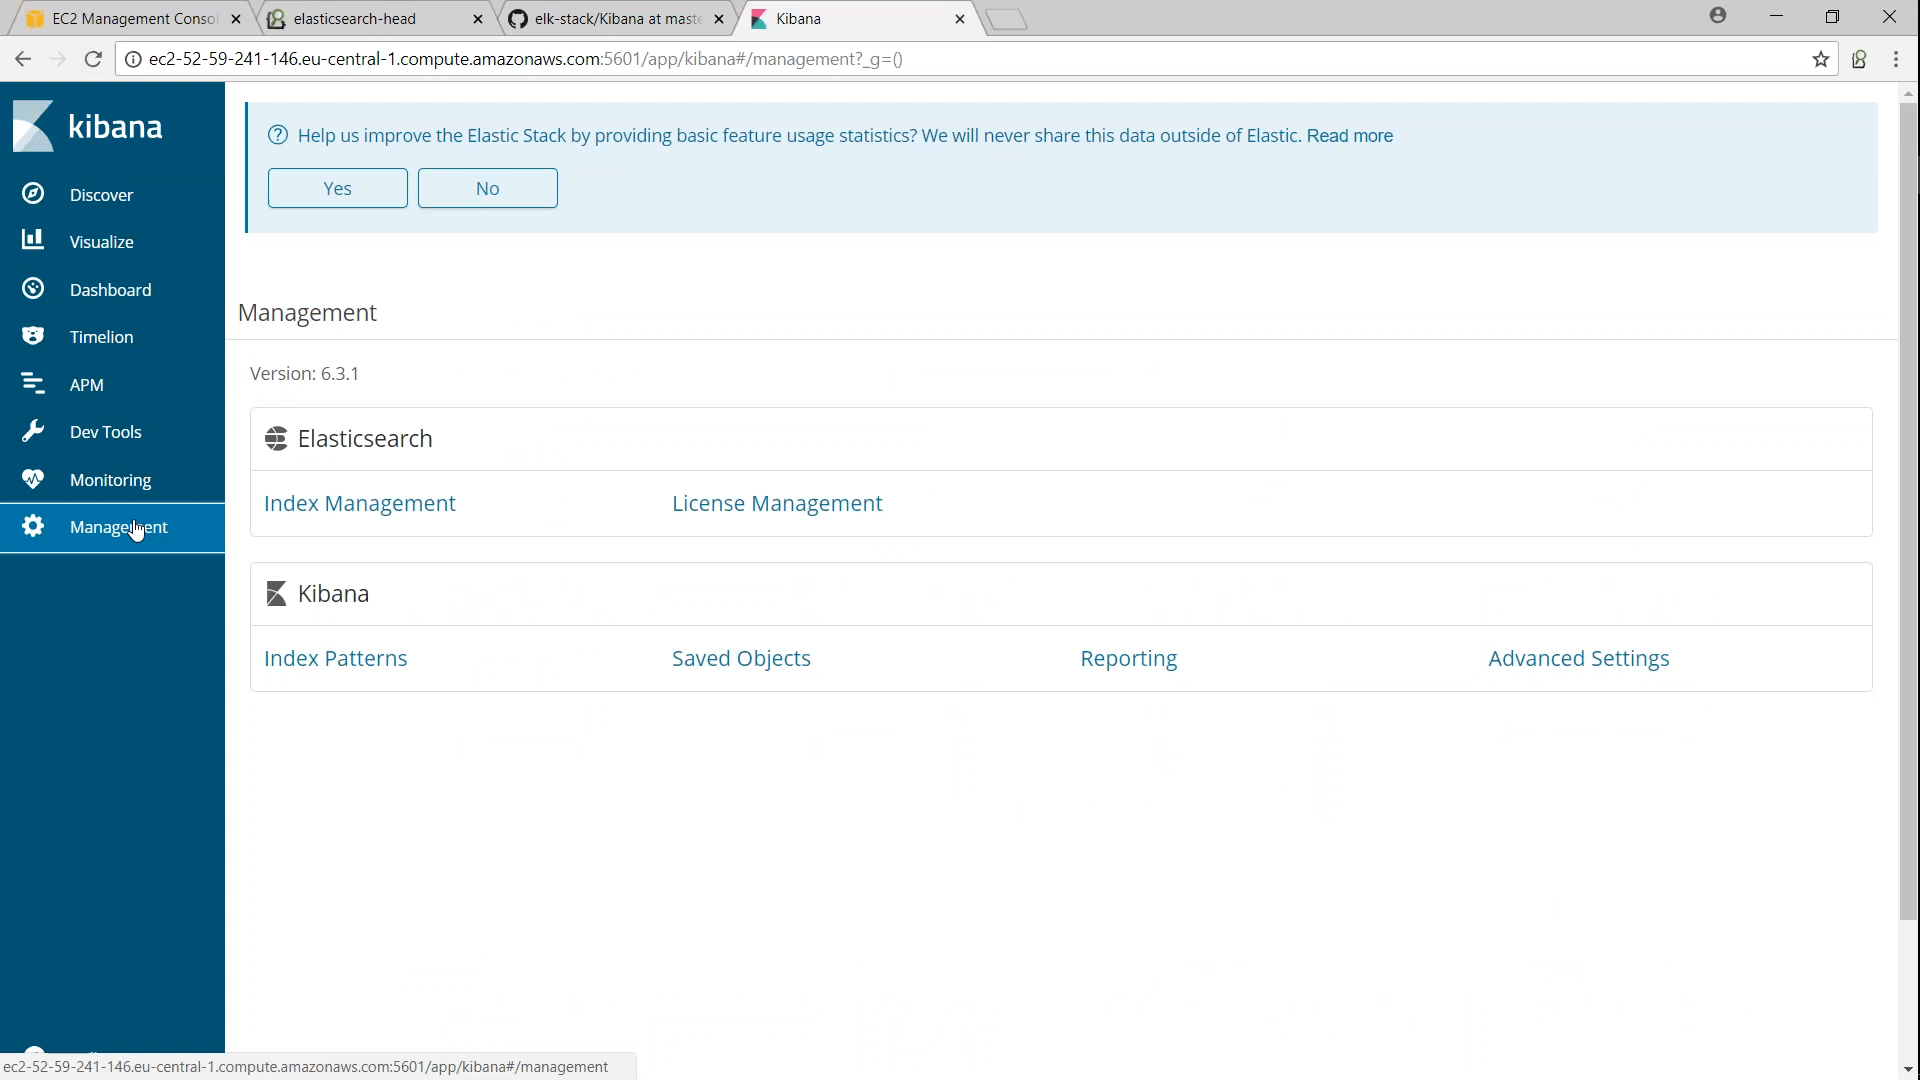 EC2 Management Consol
elasticsearch-head
elk-stack/Kibana at maste
Kibana
ec2-52-59-241-146.eu-central-1.compute.amazonaws.com:5601/app/kibana#/management?_g=()
kibana
Discover
Visualize
Dashboard
Timelion
APM
Dev Tools
Monitoring
Management
Help us improve the Elastic Stack by providing basic feature usage statistics? We will never share this data outside of Elastic. Read more
Yes
No
Management
Version: 6.3.1
Elasticsearch
Index Management
License Management
Kibana
Index Patterns
Saved Objects
Reporting
Advanced Settings
ec2-52-59-241-146.eu-central-1.compute.amazonaws.com:5601/app/kibana#/management